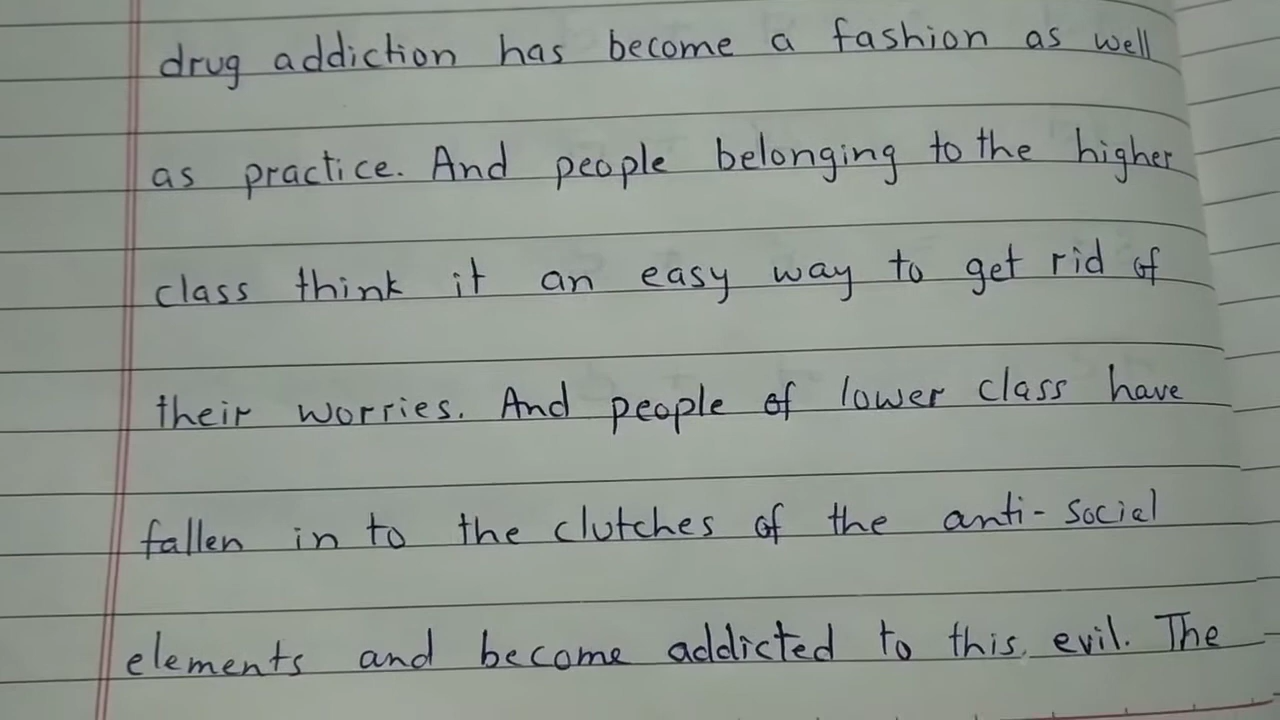 drug addiction has become a fashion as well
as practice. And people belonging to the higher
class think it an easy way to get rid of
their worries. And people of lower class have
fallen in to the clutches of the anti-social
elements and become addicted to this evil. The